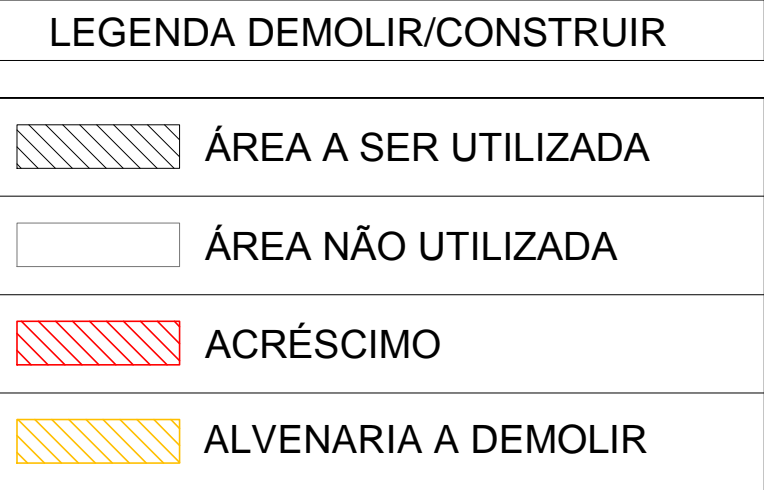 LEGENDA DEMOLIR/CONSTRUIR
ÁREA A SER UTILIZADA
ÁREA NÃO UTILIZADA
ACRÉSCIMO
ALVENARIA A DEMOLIR